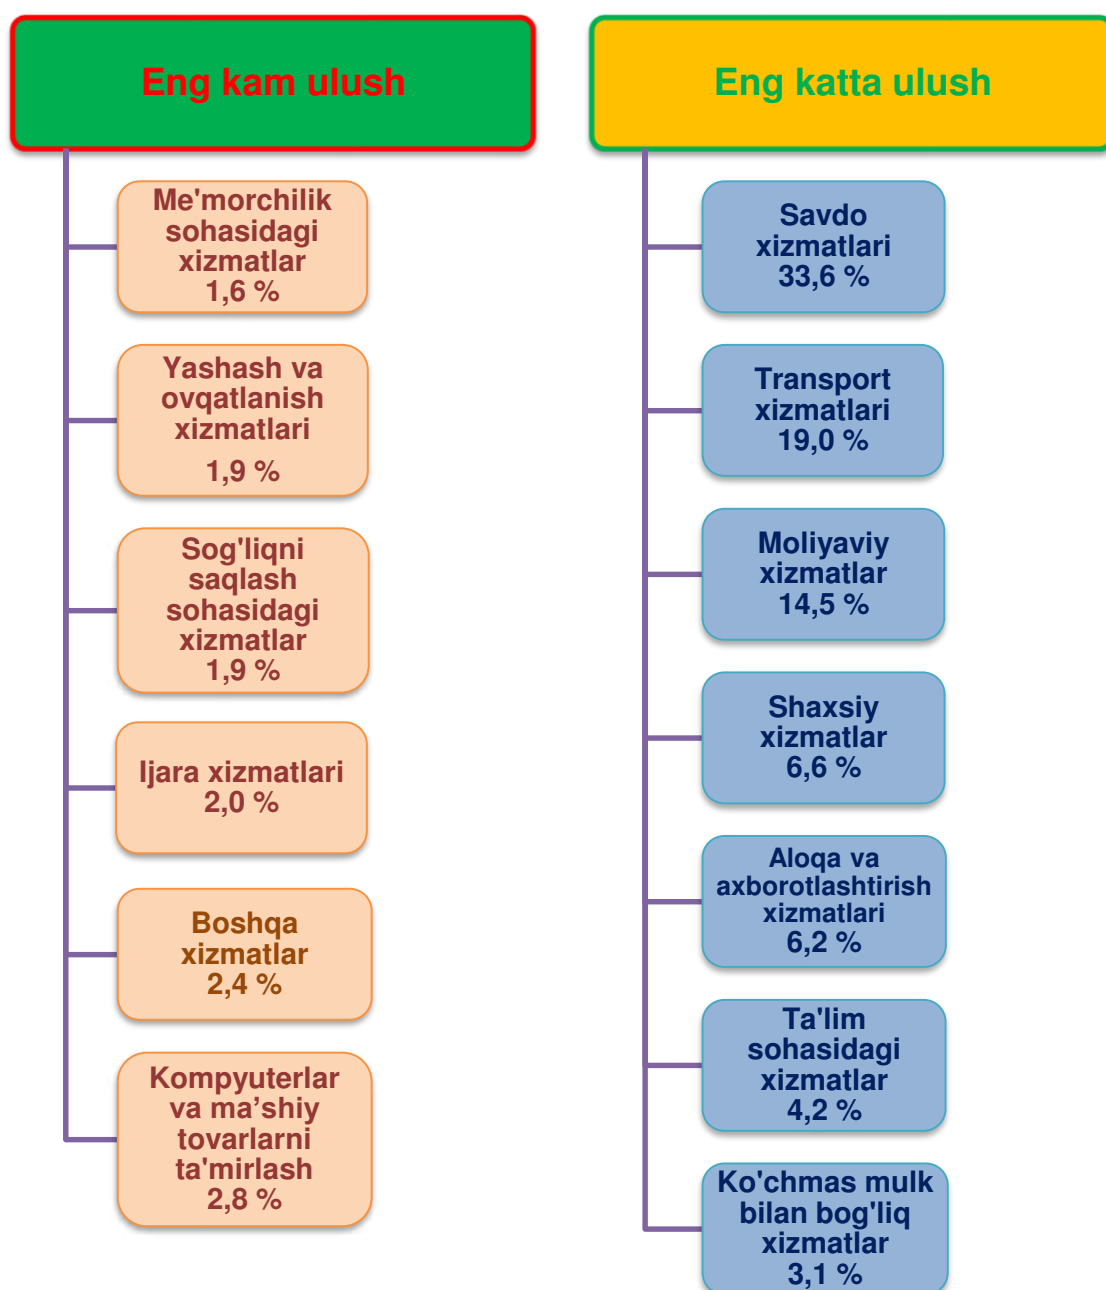 Eng kam ulush
Me'morchilik
sohasidagi
xizmatlar
1,6 %
Yashash va
ovqatlanish
xizmatlari
1,9 %
Sog'liqni
saqlash
sohasidagi
xizmatlar
1,9 %
Ijara xizmatlari
2,0 %
Boshqa
xizmatlar
2,4 %
Kompyuterlar
va ma’shiy
tovarlarni
ta'mirlash
2,8 %
Eng katta ulush
Savdo
xizmatlari
33,6 %
Transport
xizmatlari
19,0 %
Moliyaviy
xizmatlar
14,5 %
Shaxsiy
xizmatlar
6,6 %
Aloqa va
axborotlashtirish
xizmatlari
6,2 %
Ta'lim
sohasidagi
xizmatlar
4,2 %
Ko'chmas mulk
bilan bog'liq
xizmatlar
3,1 %